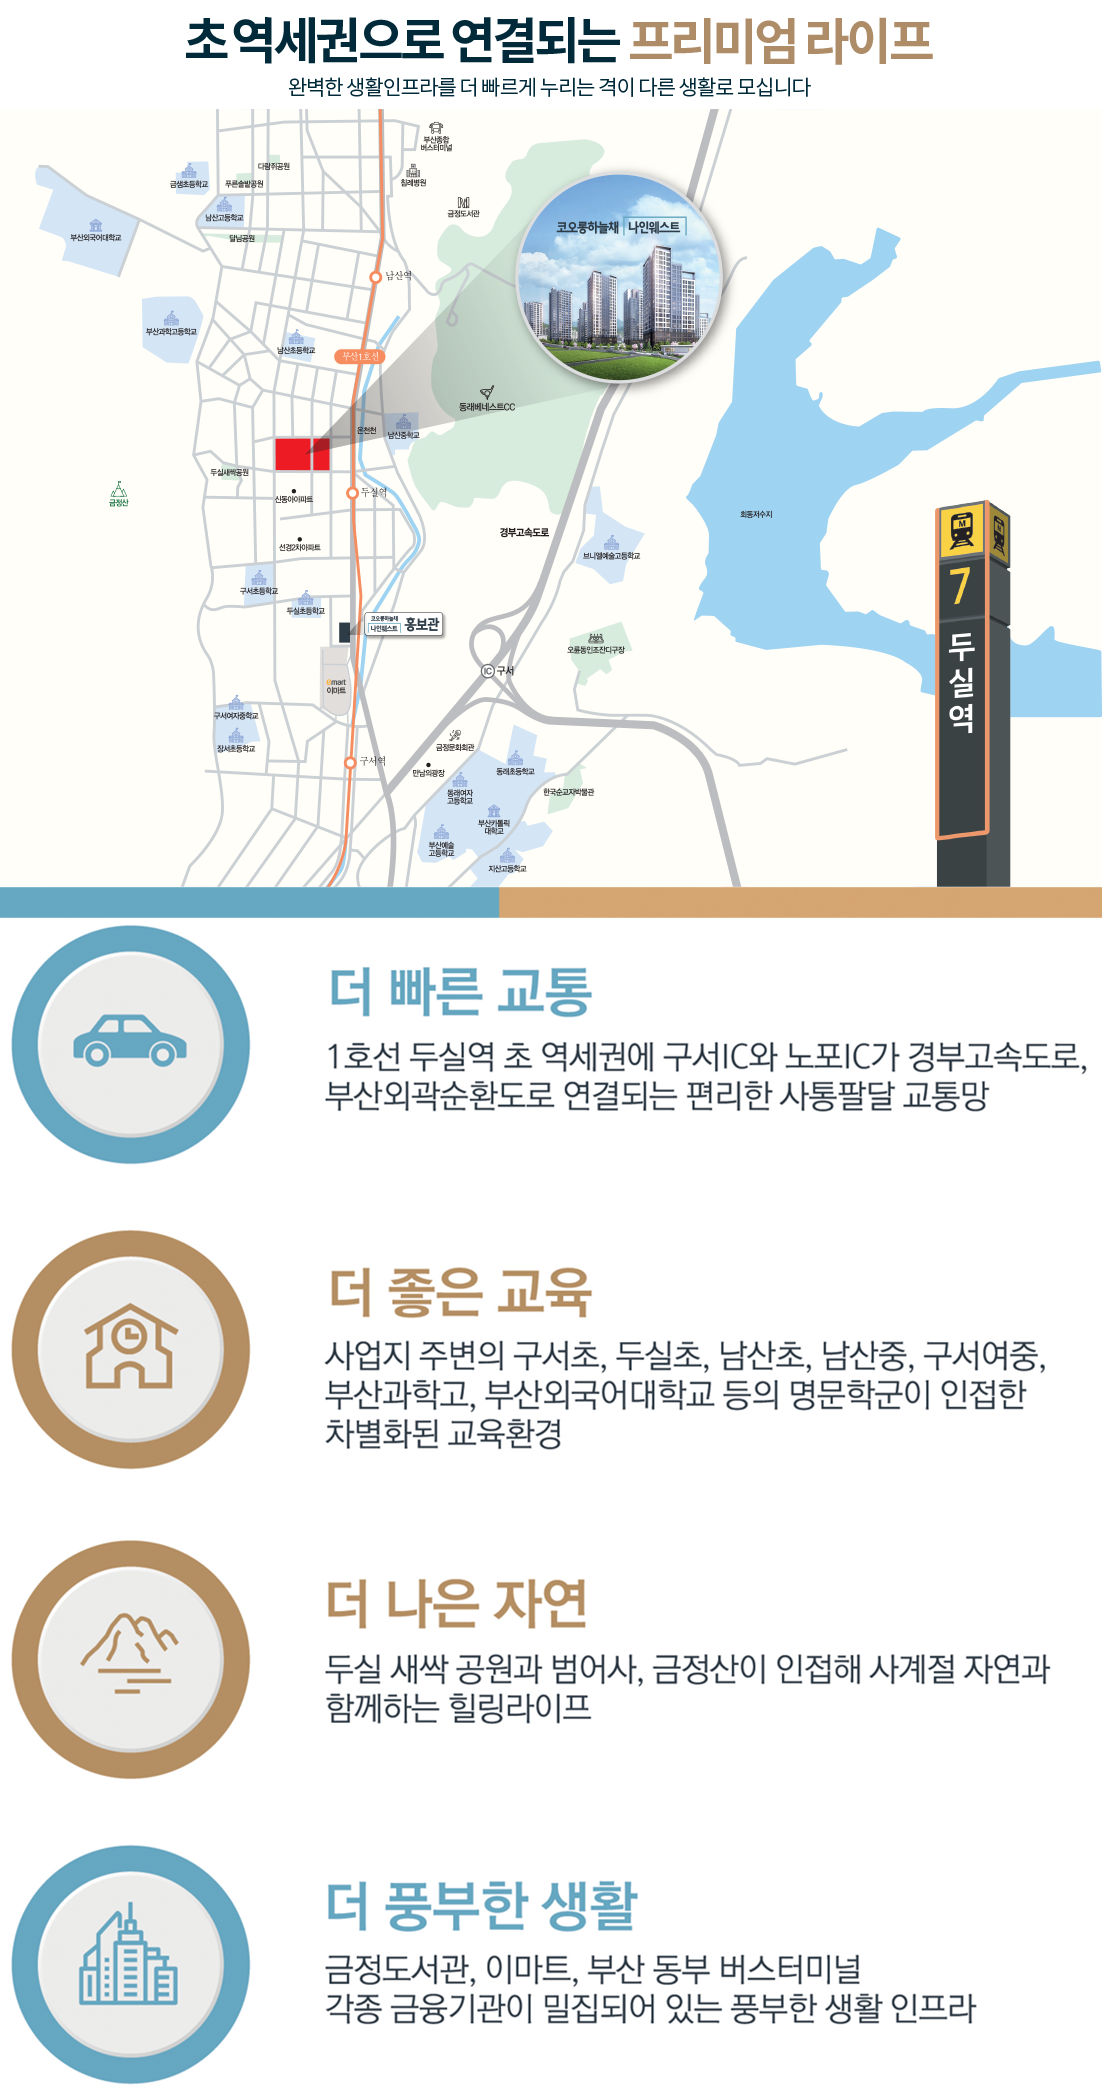 초 역세권으로 연결되는 프리미엄 라이프
완벽한 생활인프라를 더 빠르게 누리는 격이 다른 생활로 모십니다
부산종합
버스터미널
다람쥐공원
금샘초등학교
푸른솔밭공원
침례병원
남산고등학교
금정도서관
부산외국어대학교
달님공원
코오롱하늘채 나인웨스트
남산역
부산과학고등학교
남산초등학교
부산1호선
동래베네스트CC
온천천
남산중학교
두실새싹공원
금정산
신동아아파트
두실역
회동저수지
경부고속도로
선경2차아파트
브니엘예술고등학교
구서초등학교
두실초등학교
코오롱하늘채
나인웨스트 홍보관
오륜동인조잔디구장
IC 구서
emart
이마트
구서여자중학교
장서초등학교
금정문화회관
구서역
만남의광장
동래초등학교
동래여자
고등학교
한국순교자박물관
부산카톨릭
대학교
부산예술
고등학교
지산고등학교
M
M
7
두
실
역
더 빠른 교통
1호선 두실역 초 역세권에 구서IC와 노포IC가 경부고속도로,
부산외곽순환도로 연결되는 편리한 사통팔달 교통망
더 좋은 교육
사업지 주변의 구서초, 두실초, 남산초, 남산중, 구서여중,
부산과학고, 부산외국어대학교 등의 명문학군이 인접한
차별화된 교육환경
더 나은 자연
두실 새싹 공원과 범어사, 금정산이 인접해 사계절 자연과
함께하는 힐링라이프
더 풍부한 생활
금정도서관, 이마트, 부산 동부 버스터미널
각종 금융기관이 밀집되어 있는 풍부한 생활 인프라